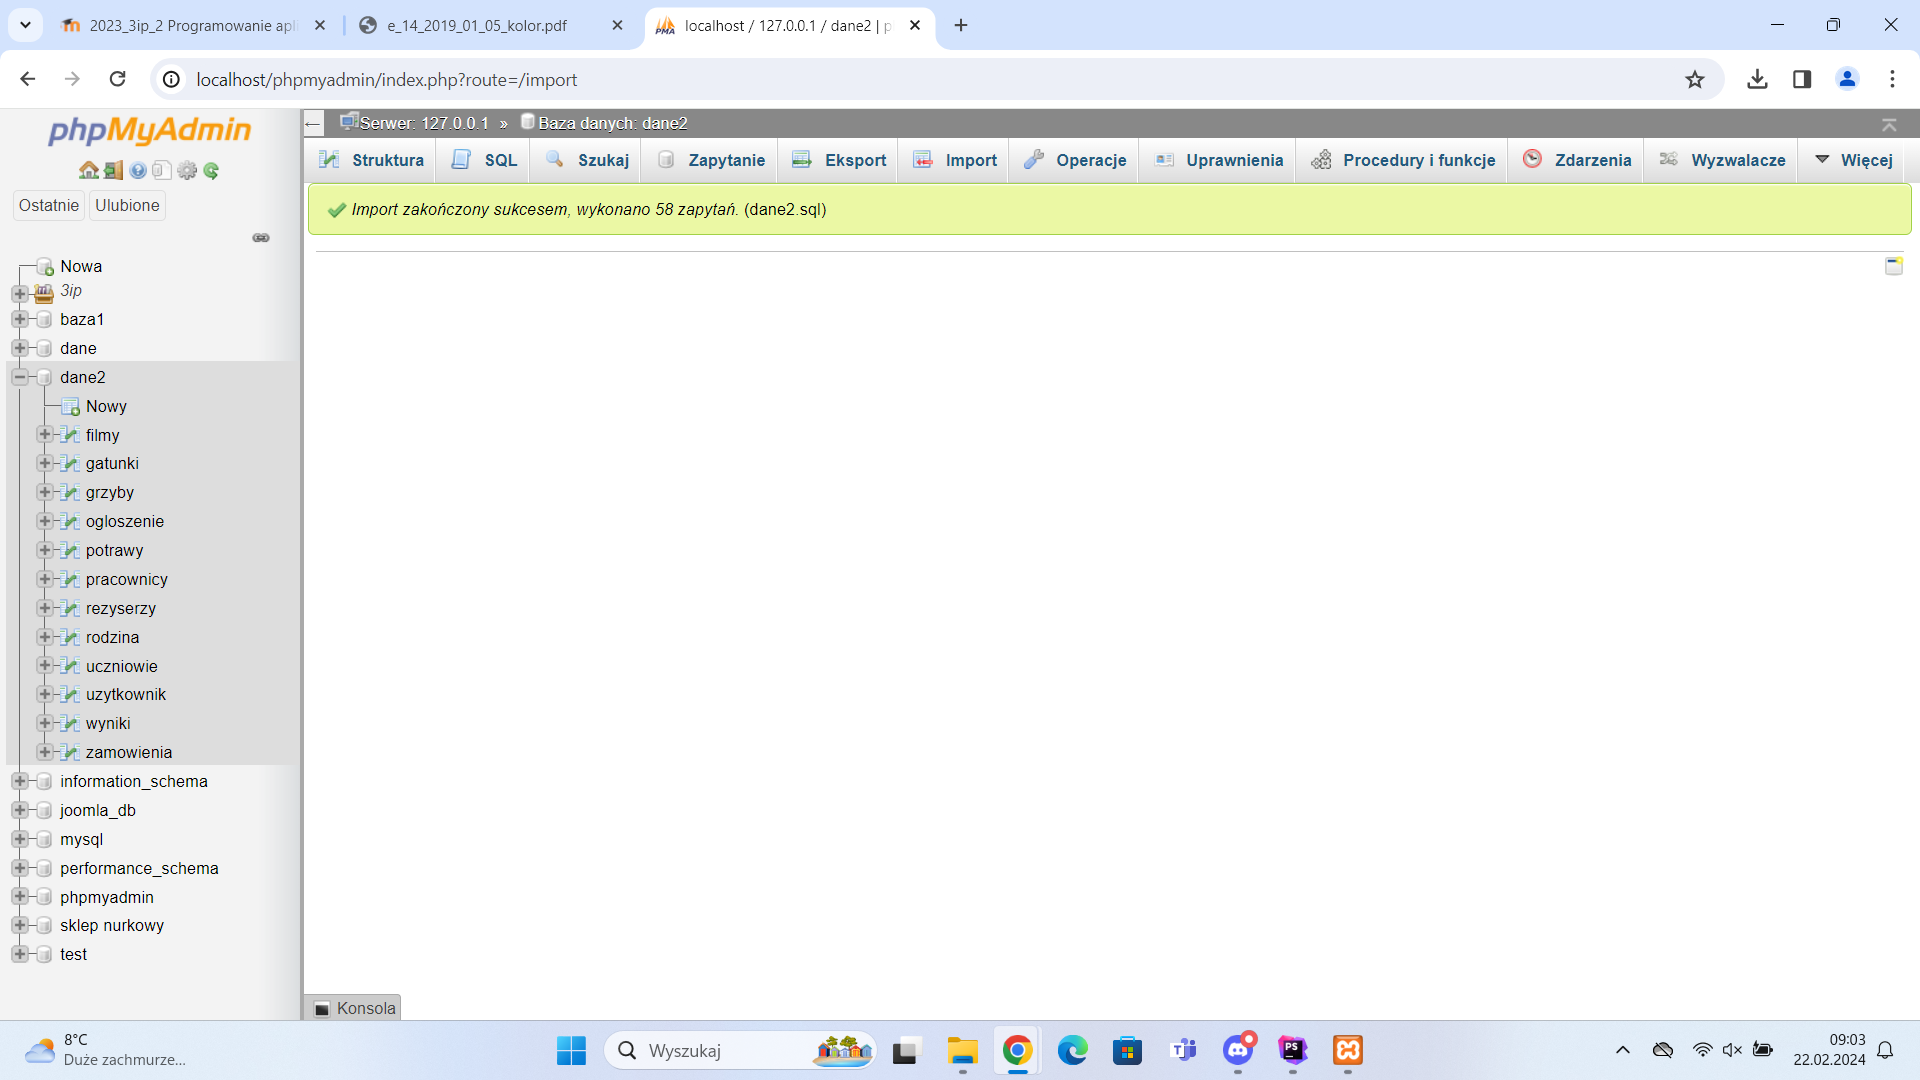 2023_3ip_2 Programowanie apli
e_14_2019_01_05_kolor.pdf
localhost / 127.0.0.1 / dane2 | p
localhost/phpmyadmin/index.php?route=/import
phpMyAdmin
Ostatnie
Ulubione
Nowa
3ip
baza1
dane
dane2
Nowy
filmy
gatunki
grzyby
ogloszenie
potrawy
pracownicy
rezyserzy
rodzina
uczniowie
uzytkownik
wyniki
zamowienia
information_schema
joomla_db
mysql
performance_schema
phpmyadmin
sklep nurkowy
test
Serwer: 127.0.0.1 » Baza danych: dane2
Struktura SQL Szukaj Zapytanie Eksport Import Operacje Uprawnienia Procedury i funkcje Zdarzenia Wyzwalacze Więcej
Import zakończony sukcesem, wykonano 58 zapytań. (dane2.sql)
Konsola
8°C
Duże zachmurze...
Wyszukaj
09:03
22.02.2024